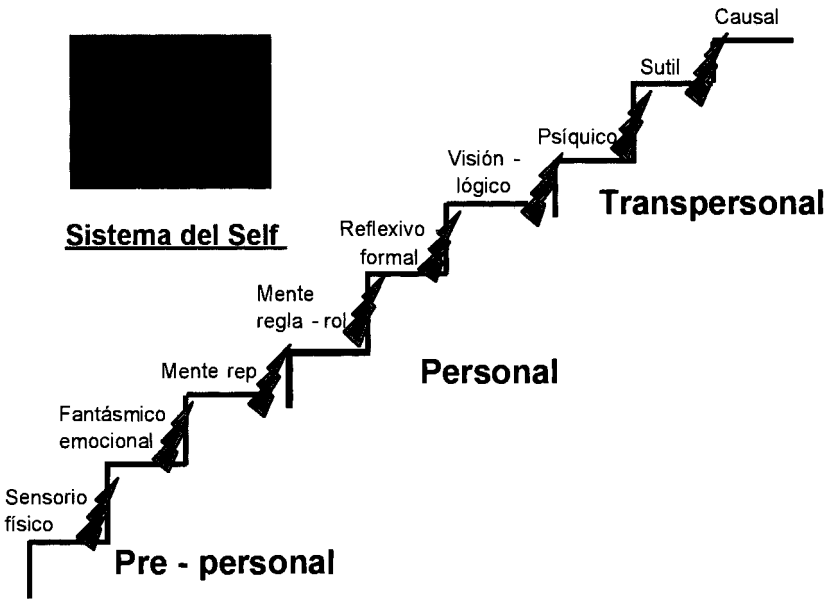 Causal
Sutil
Psíquico
Visión -
lógico
Transpersonal
Sistema del Self
Reflexivo
formal
Mente
regla - rol
Personal
Mente rep
Fantásmico
emocional
Sensorio
físico
Pre - personal